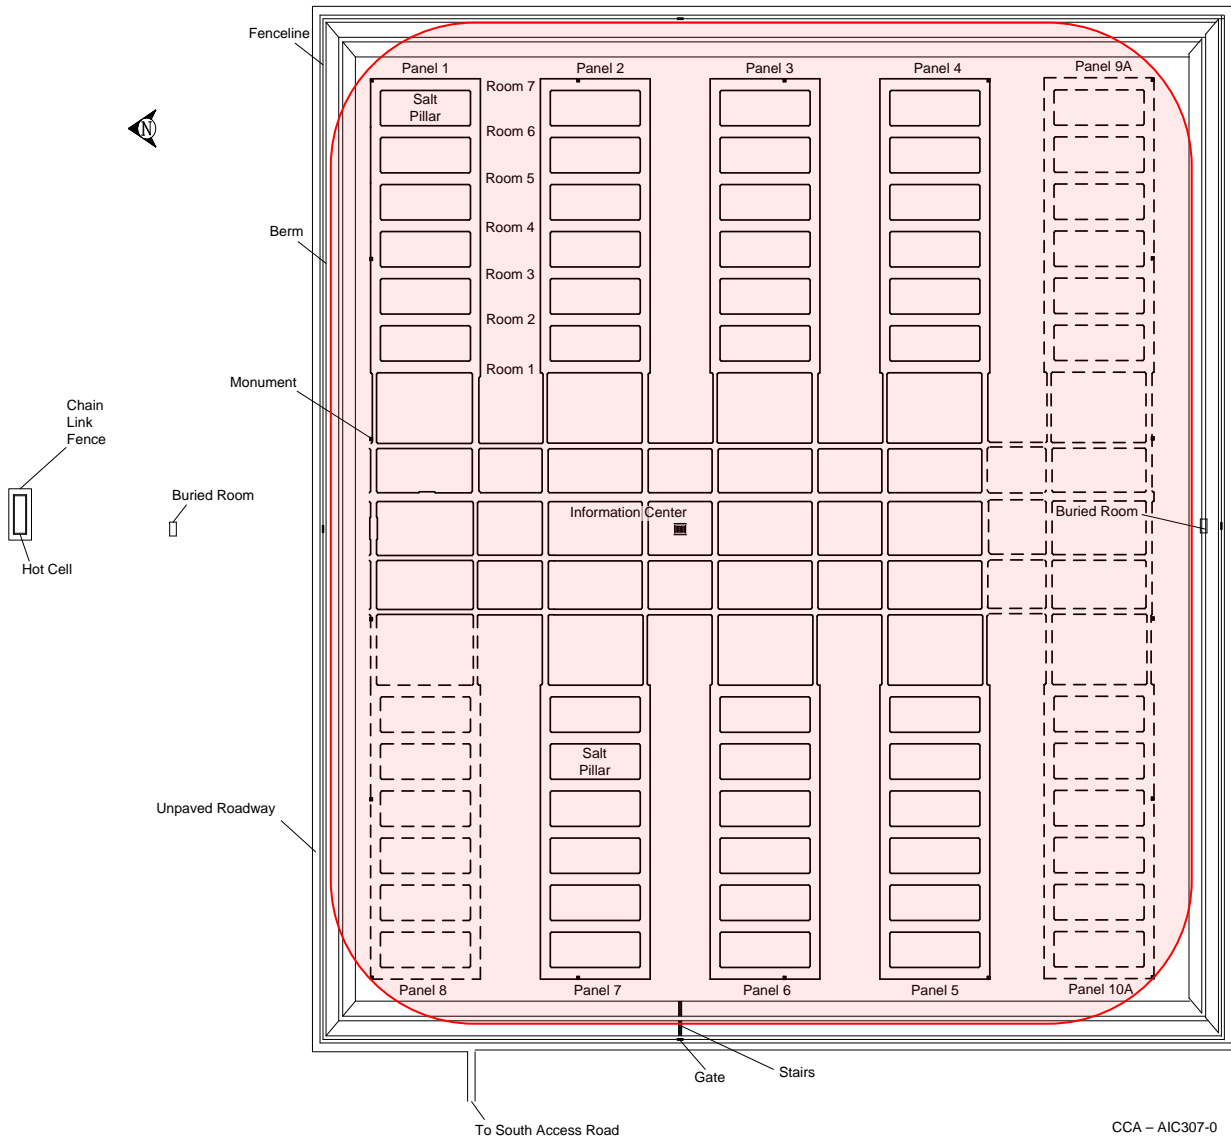 Fenceline
Panel 1
Panel 2
Panel 3
Panel 4
Panel 9A
Room 7
Salt
Pillar
N
Room 6
Room 5
Room 4
Berm
Room 3
Room 2
Room 1
Monument
Chain
Link
Fence
Buried Room
Information Center
Buried Room
Hot Cell
Salt
Pillar
Unpaved Roadway
Panel 8
Panel 7
Panel 6
Panel 5
Panel 10A
Stairs
Gate
To South Access Road
CCA – AIC307-0